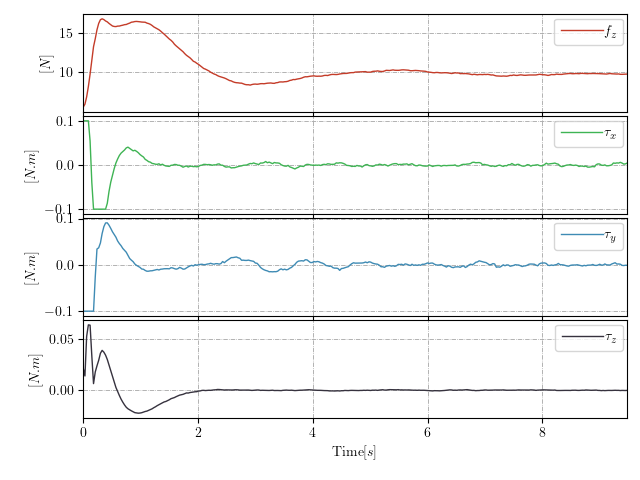 15
10
[N]
f_z
0.1
0.0
−0.1
[N.m]
τ_x
0.1
0.0
−0.1
[N.m]
τ_y
0.05
0.00
[N.m]
τ_z
0 2 4 6 8
Time[s]